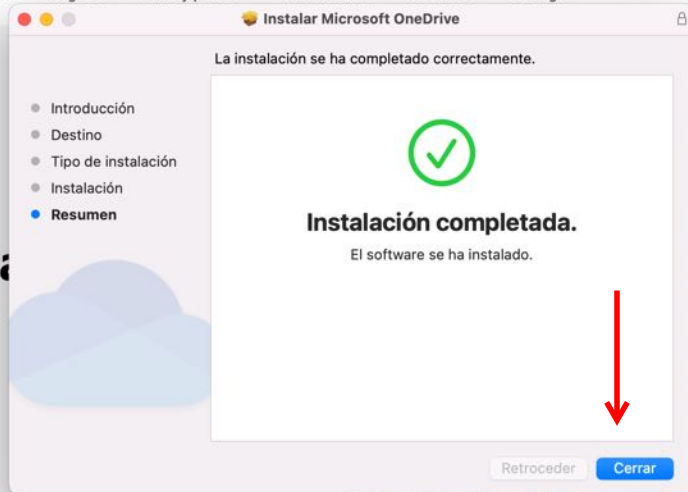 Instalar Microsoft OneDrive
La instalación se ha completado correctamente.
Introducción
Destino
Tipo de instalación
Instalación
Resumen
Instalación completada.
El software se ha instalado.
Retroceder
Cerrar